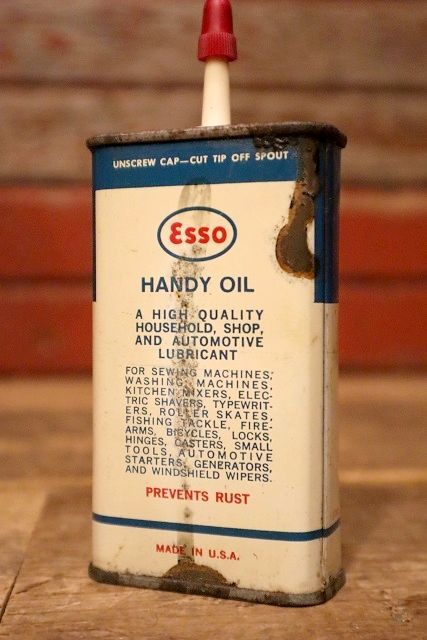 UNSCREW CAP—CUT TIP OFF SPOUT
Esso
HANDY OIL
A HIGH QUALITY
HOUSEHOLD, SHOP,
AND AUTOMOTIVE
LUBRICANT
FOR SEWING MACHINES,
WASHING MACHINES,
KITCHEN MIXERS, ELEC-
TRIC SHAVERS, TYPEWRIT-
ERS, ROLLER SKATES,
FISHING TACKLE, FIRE-
ARMS, BICYCLES, LOCKS,
HINGES, CASTERS, SMALL
TOOLS, AUTOMOTIVE
STARTERS, GENERATORS,
AND WINDSHIELD WIPERS.
PREVENTS RUST
MADE IN U.S.A.